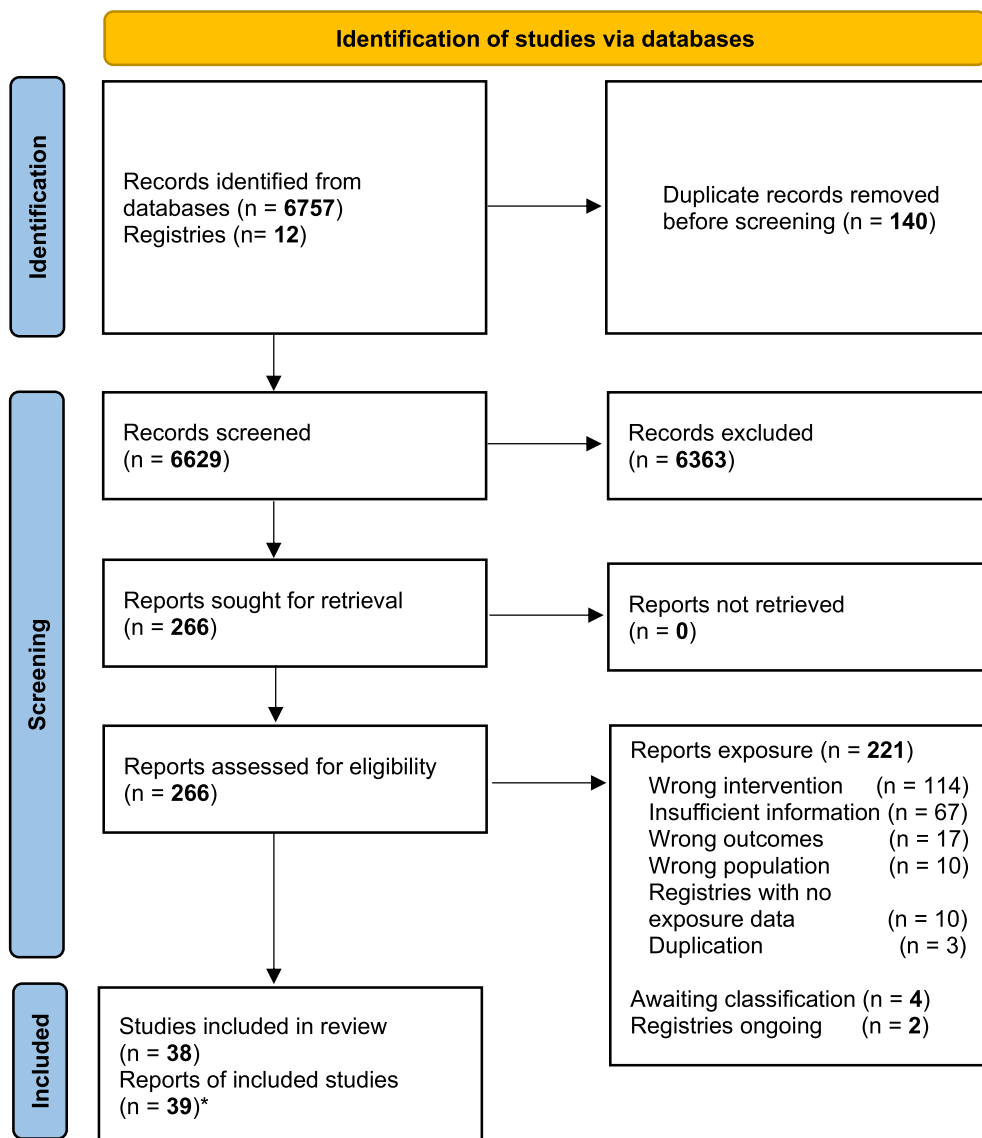 Identification of studies via databases
Identification
Records identified from
databases (n = 6757)
Registries (n= 12)
Duplicate records removed
before screening (n = 140)
Screening
Records screened
(n = 6629)
Records excluded
(n = 6363)
Reports sought for retrieval
(n = 266)
Reports not retrieved
(n = 0)
Reports assessed for eligibility
(n = 266)
Reports exposure (n = 221)
Wrong intervention (n = 114)
Insufficient information (n = 67)
Wrong outcomes (n = 17)
Wrong population (n = 10)
Registries with no
exposure data (n = 10)
Duplication (n = 3)
Awaiting classification (n = 4)
Registries ongoing (n = 2)
Included
Studies included in review
(n = 38)
Reports of included studies
(n = 39)*